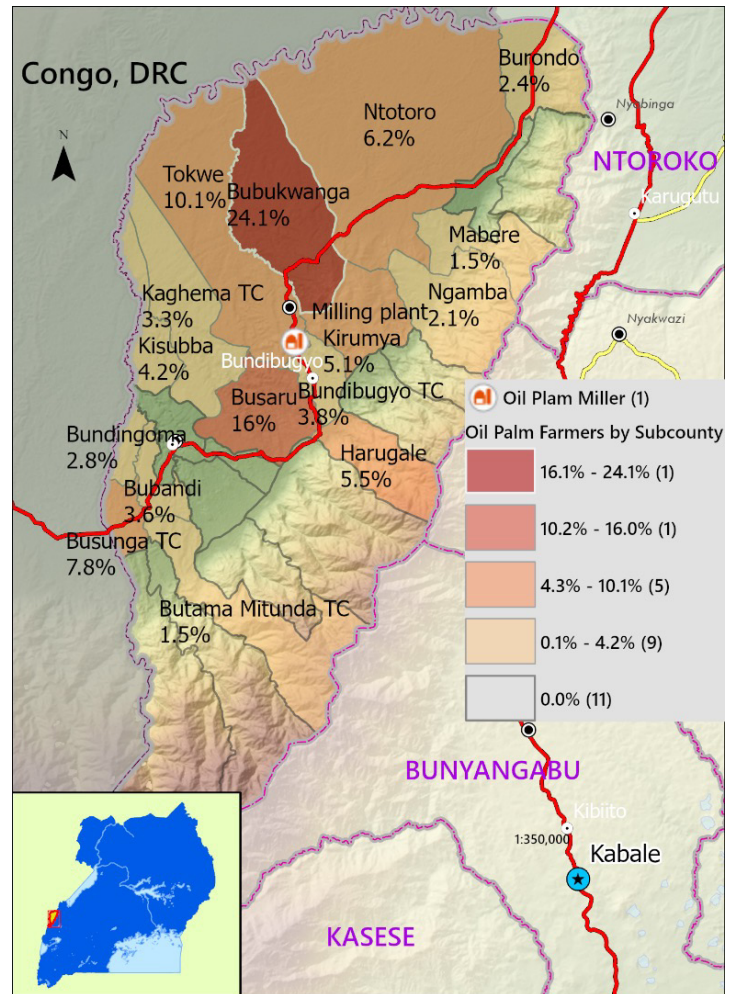 Congo, DRC
Burondo
2.4%
Nyabinga
Ntotoro
6.2%
NTOROKO
N
Tokwe
10.1%
Bubukwanga
24.1%
Karugutu
Mabere
1.5%
Ngamba
2.1%
Kaghema TC
3.3%
Milling plant
Nyakwazi
Kisubba
4.2%
Kirumya
5.1%
Bundibugyo
Busaru
16%
Bundibugyo TC
3.8%
Bundingoma
2.8%
Harugale
5.5%
Bubandi
3.6%
Busunga TC
7.8%
Butama Mitunda TC
1.5%
Oil Plam Miller (1)
Oil Palm Farmers by Subcounty
16.1% - 24.1% (1)
10.2% - 16.0% (1)
4.3% - 10.1% (5)
0.1% - 4.2% (9)
0.0% (11)
BUNYANGABU
Kibiito
1:350,000
Kabale
KASESE